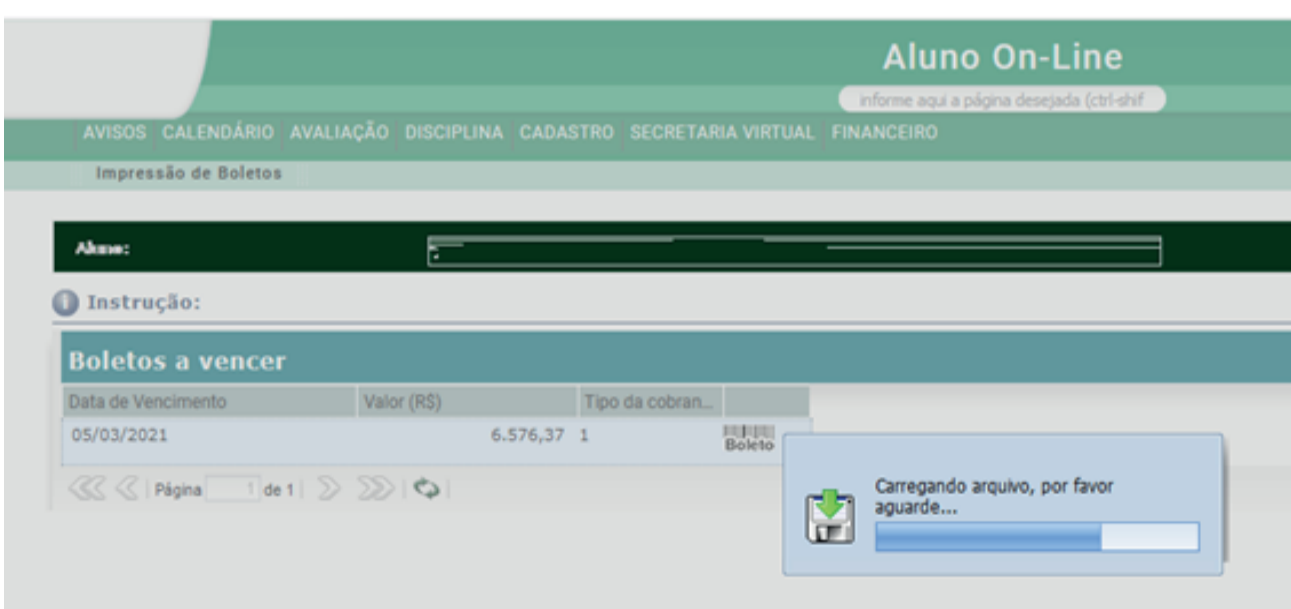 Aluno On-Line
informe aqui a página desejada (ctrl-shif
AVISOS CALENDÁRIO AVALIAÇÃO DISCIPLINA CADASTRO SECRETARIA VIRTUAL FINANCEIRO
Impressão de Boletos
Aluno:
Instrução:
Boletos a vencer
Data de Vencimento Valor (R$) Tipo da cobran...
05/03/2021 6.576,37 1 Boleto
Página 1 de 1
Carregando arquivo, por favor
aguarde...